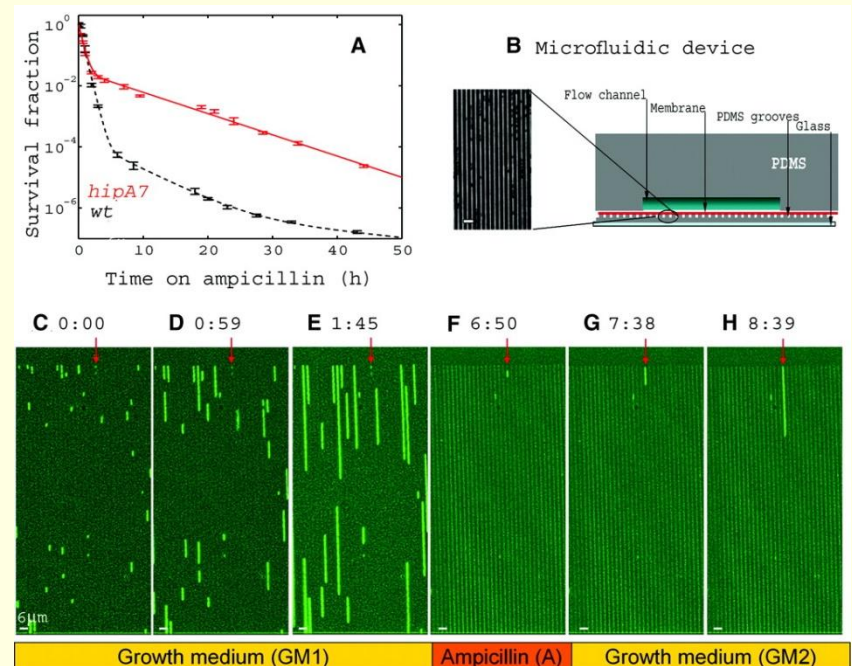 A
10^0
10^-2
10^-4
10^-6
Survival fraction
hipA7
wt
0 10 20 30 40 50
Time on ampicillin (h)
B Microfluidic device
Flow channel
Membrane
PDMS grooves
Glass
PDMS
C 0:00 D 0:59 E 1:45 F 6:50 G 7:38 H 8:39
6μm
Growth medium (GM1) Ampicillin (A) Growth medium (GM2)